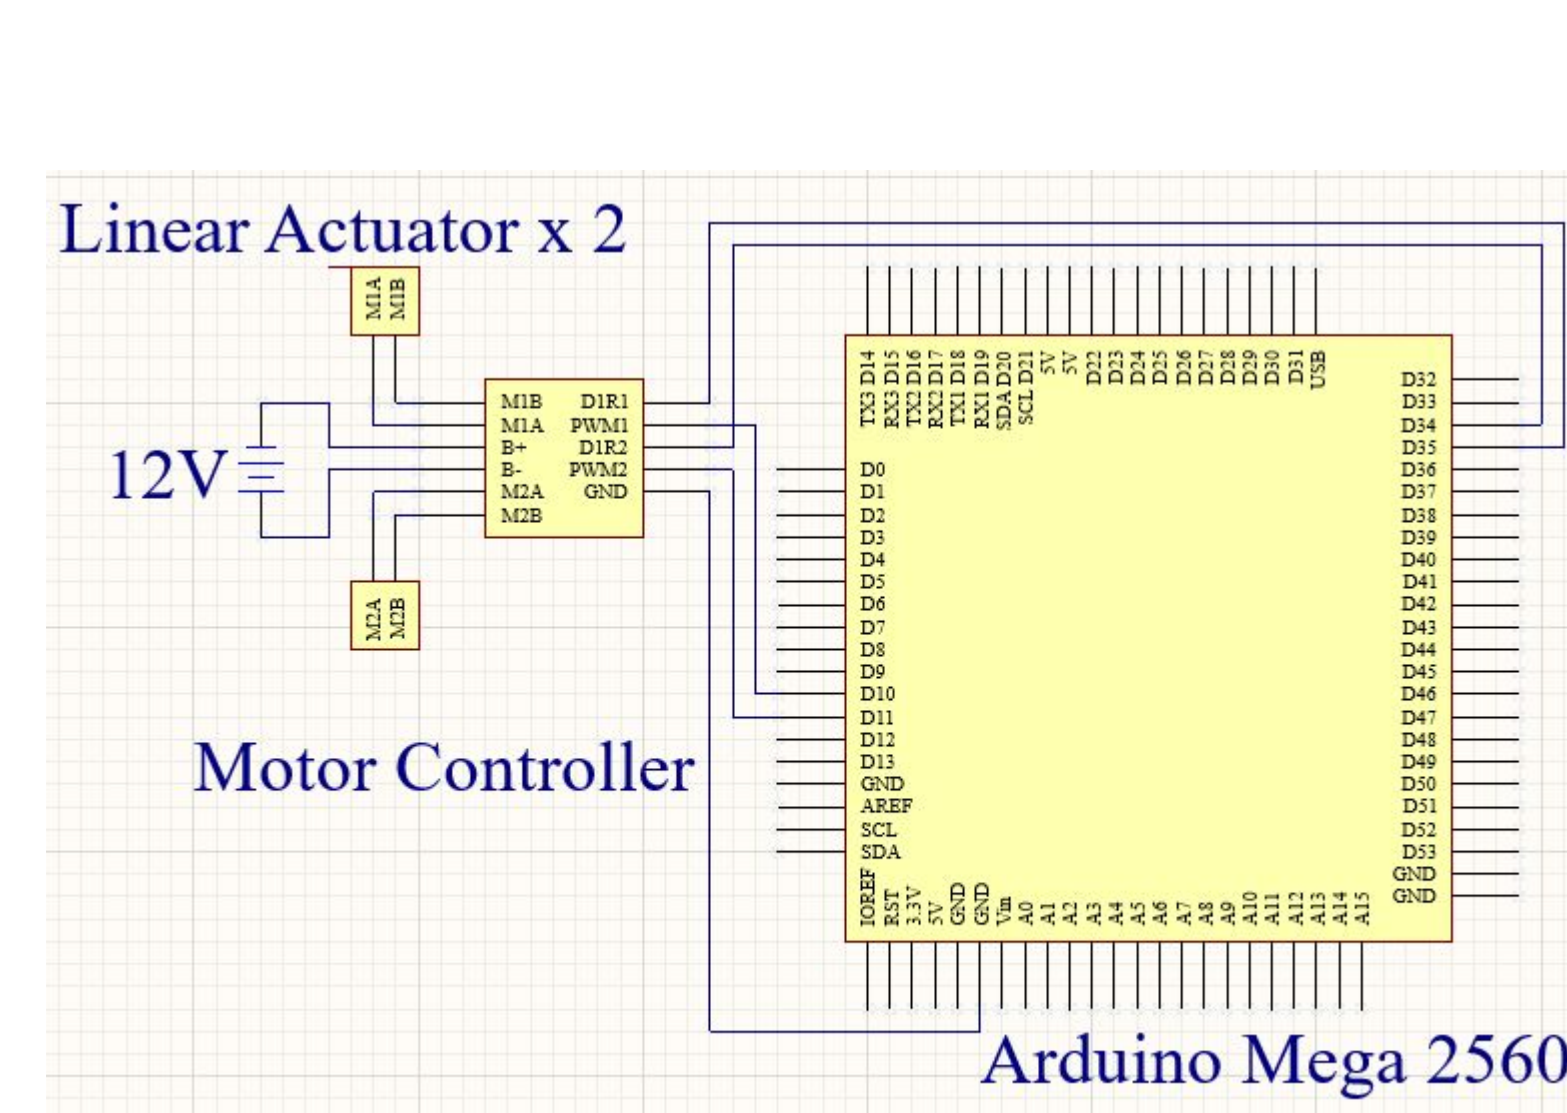 Linear Actuator x 2
M1A
M1B
12V
M1B D1R1
M1A PWM1
B+ D1R2
B- PWM2
M2A GND
M2B
M2A
M2B
Motor Controller
TX3 D14
RX3 D15
TX2 D16
RX2 D17
TX1 D18
RX1 D19
SDA D20
SCL D21
5V
5V
D22
D23
D24
D25
D26
D27
D28
D29
D30
D31
USB
D0
D1
D2
D3
D4
D5
D6
D7
D8
D9
D10
D11
D12
D13
GND
AREF
SCL
SDA
D32
D33
D34
D35
D36
D37
D38
D39
D40
D41
D42
D43
D44
D45
D46
D47
D48
D49
D50
D51
D52
D53
GND
GND
IOREF
RST
3.3V
5V
GND
GND
Vin
A0
A1
A2
A3
A4
A5
A6
A7
A8
A9
A10
A11
A12
A13
A14
A15
Arduino Mega 2560